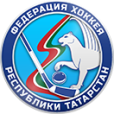 ФЕДЕРАЦИЯ ХОККЕЯ
РЕСПУБЛИКИ ТАТАРСТАН